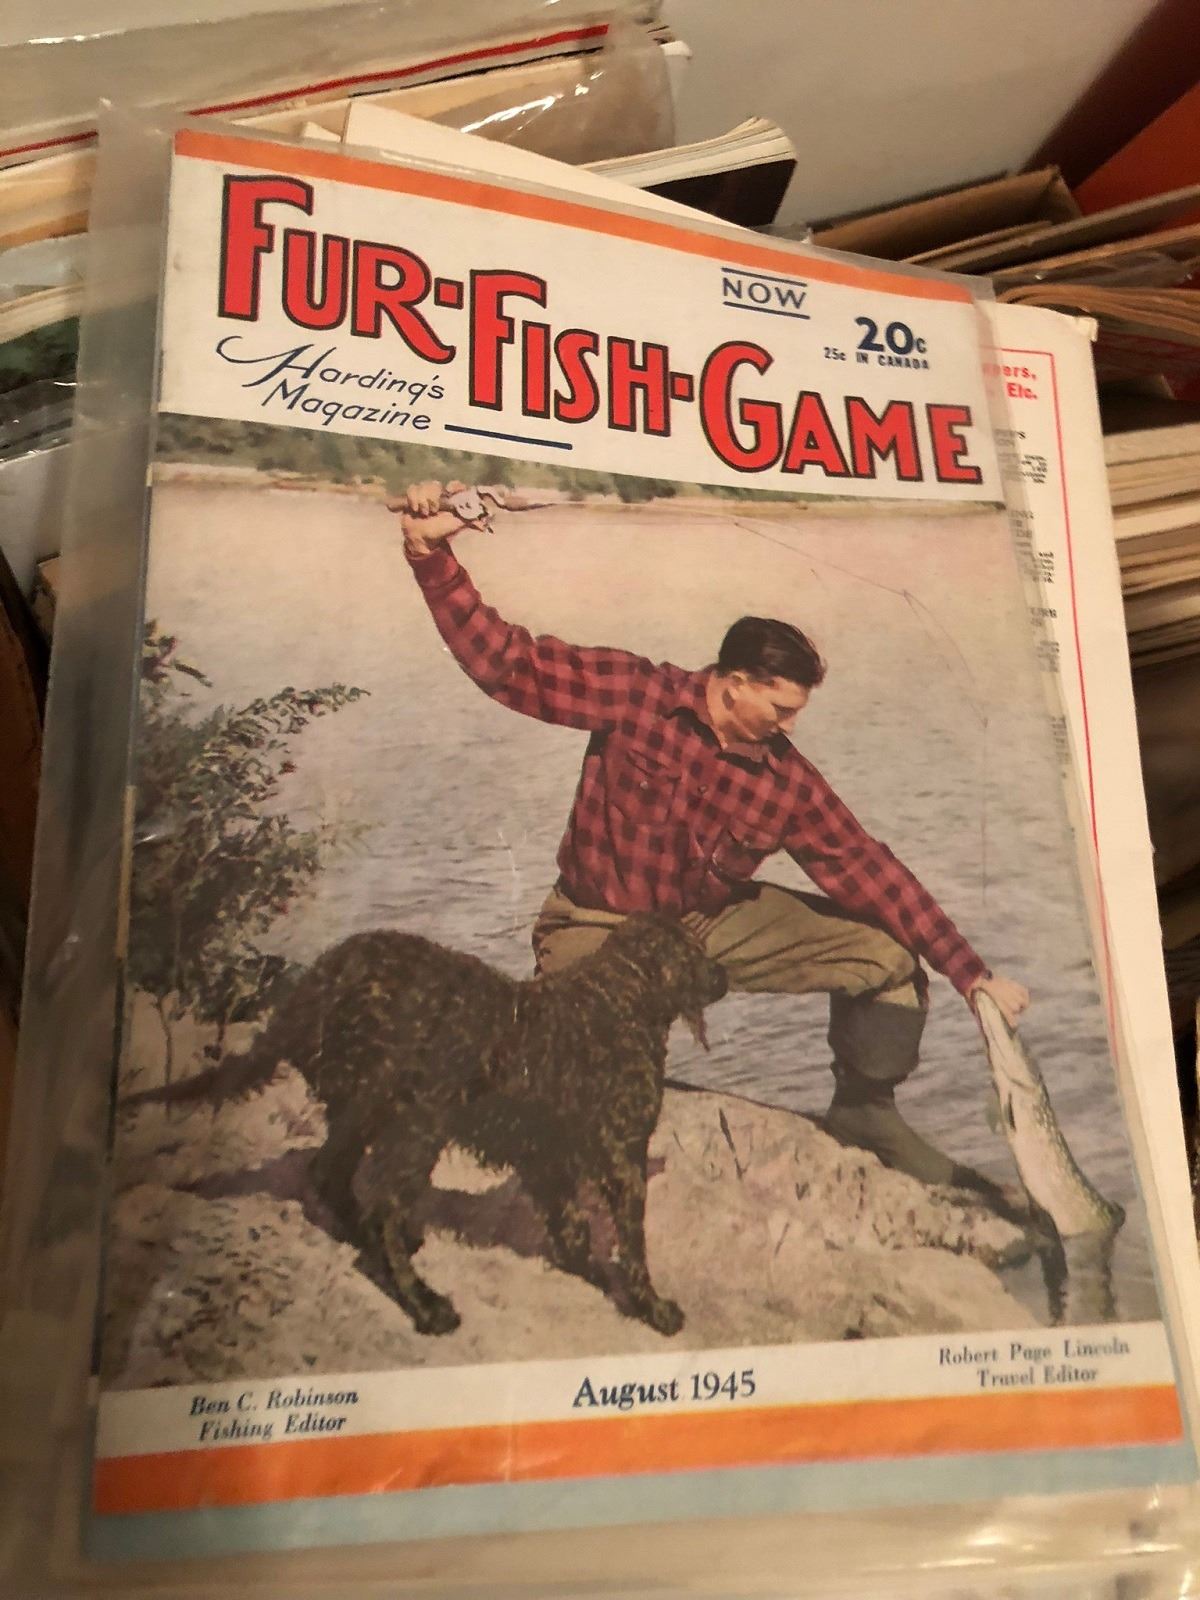 FUR-FISH-GAME
Harding's
Magazine
NOW
20c
25c IN CANADA
Etc.
Ben C. Robinson
Fishing Editor
August 1945
Robert Page Lincoln
Travel Editor